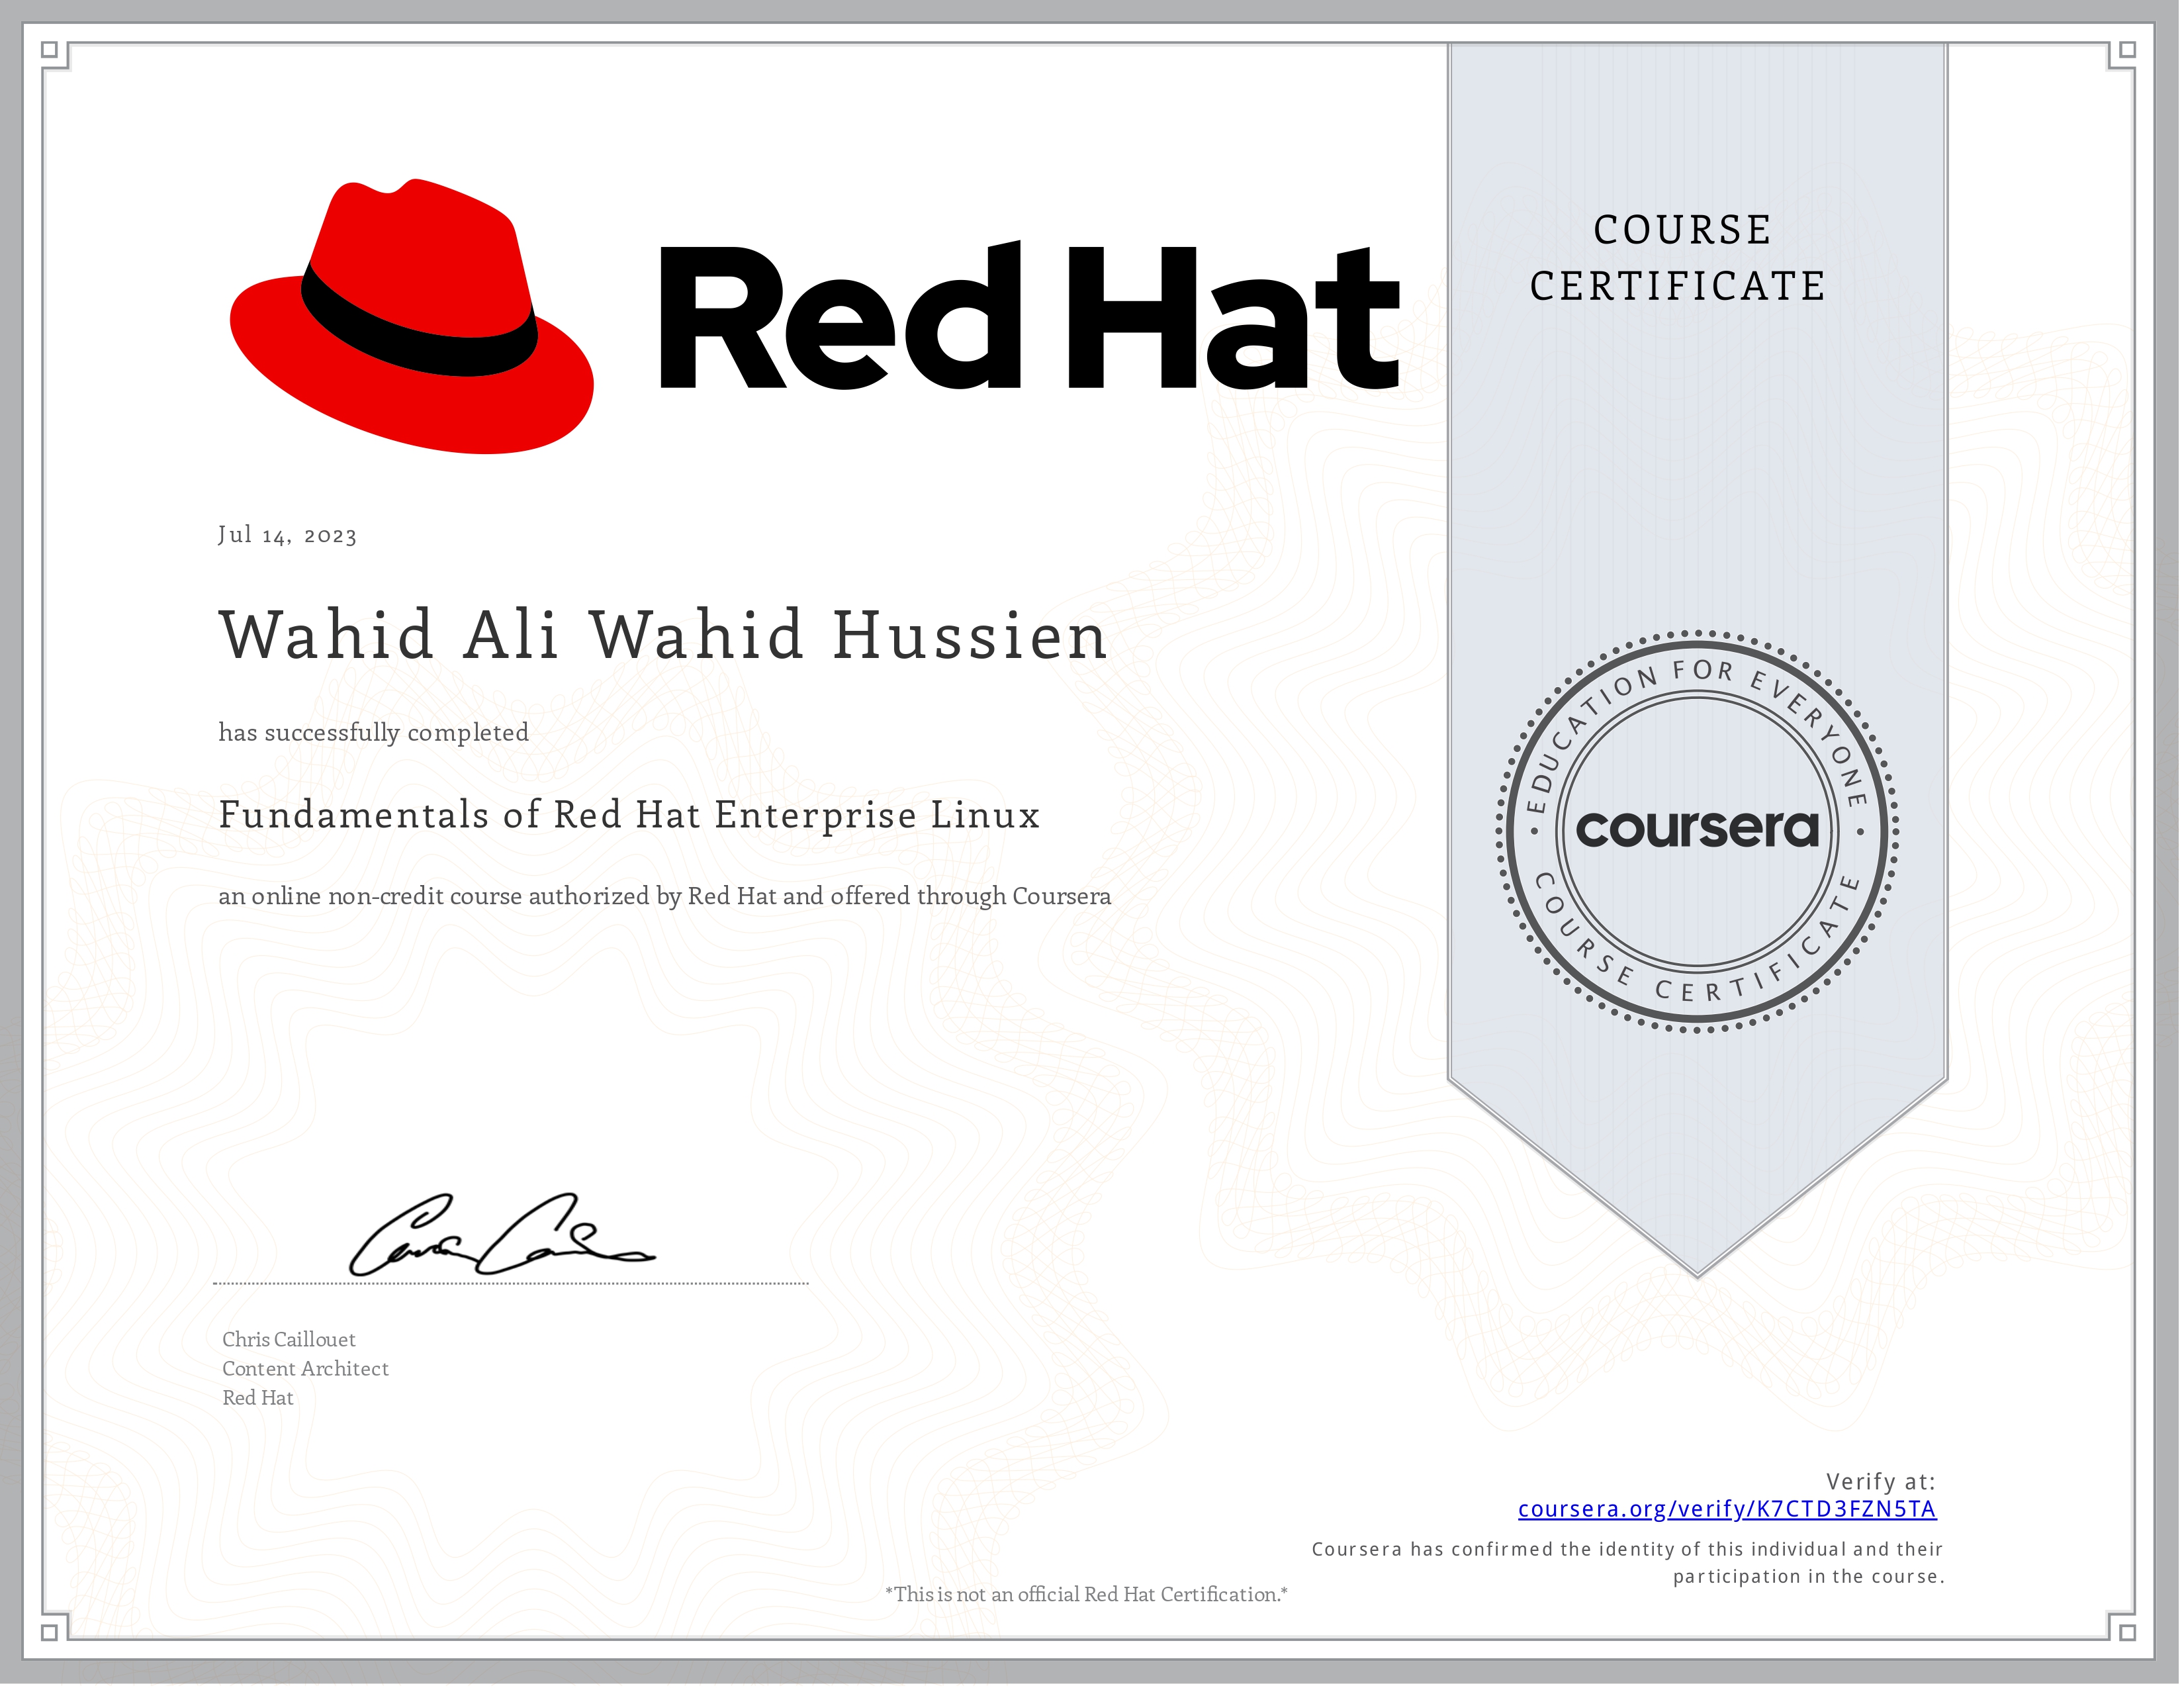 Red Hat
COURSE
CERTIFICATE
Jul 14, 2023
Wahid Ali Wahid Hussien
has successfully completed
Fundamentals of Red Hat Enterprise Linux
an online non-credit course authorized by Red Hat and offered through Coursera
EDUCATION FOR EVERYONE
coursera
COURSE CERTIFICATE
Chris Caillouet
Content Architect
Red Hat
Verify at:
coursera.org/verify/K7CTD3FZN5TA
Coursera has confirmed the identity of this individual and their
participation in the course.
*This is not an official Red Hat Certification.*